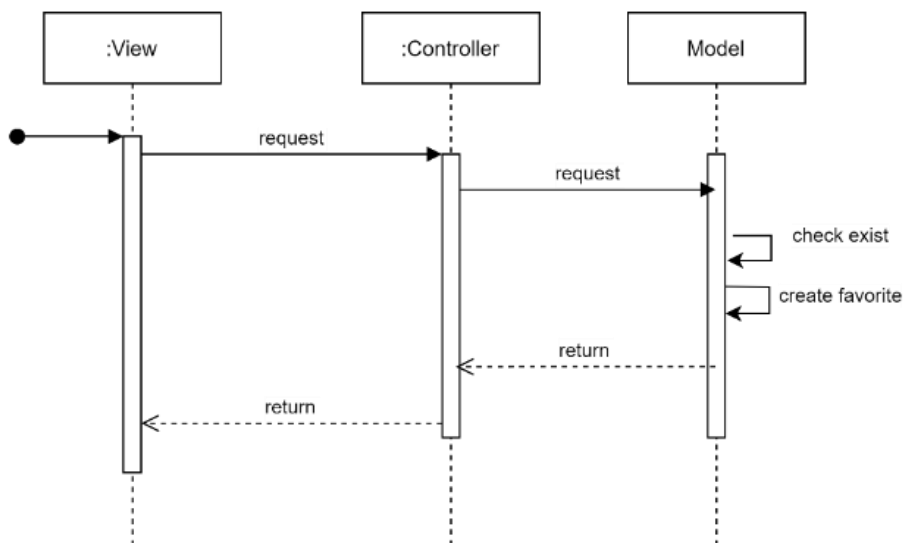 :View
:Controller
Model
request
request
check exist
create favorite
return
return